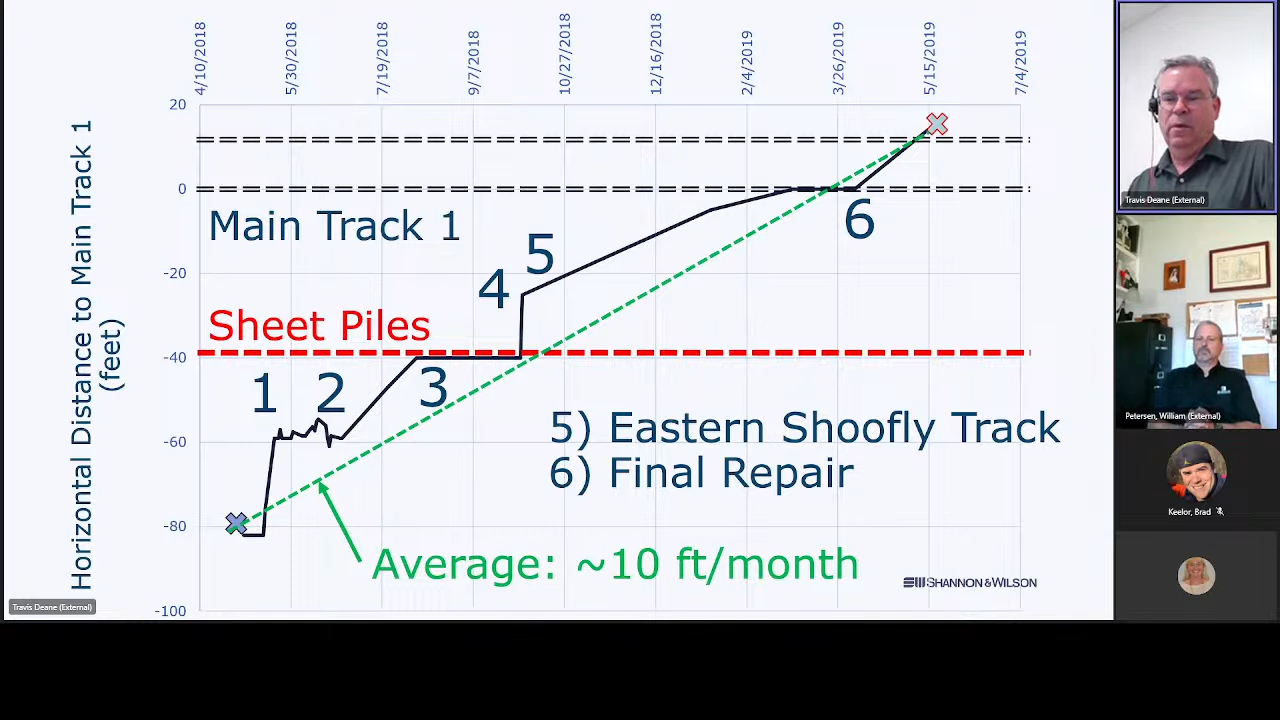 4/10/2018
5/30/2018
7/19/2018
9/7/2018
10/27/2018
12/16/2018
2/4/2019
3/26/2019
5/15/2019
7/4/2019
Horizontal Distance to Main Track 1
(feet)
20
0
-20
-40
-60
-80
-100
Main Track 1
Sheet Piles
1
2
3
4
5
6
5) Eastern Shoofly Track
6) Final Repair
Average: ~10 ft/month
SHANNON & WILSON
Travis Deane (External)
Travis Deane (External)
Petersen, William (External)
Keelor, Brad